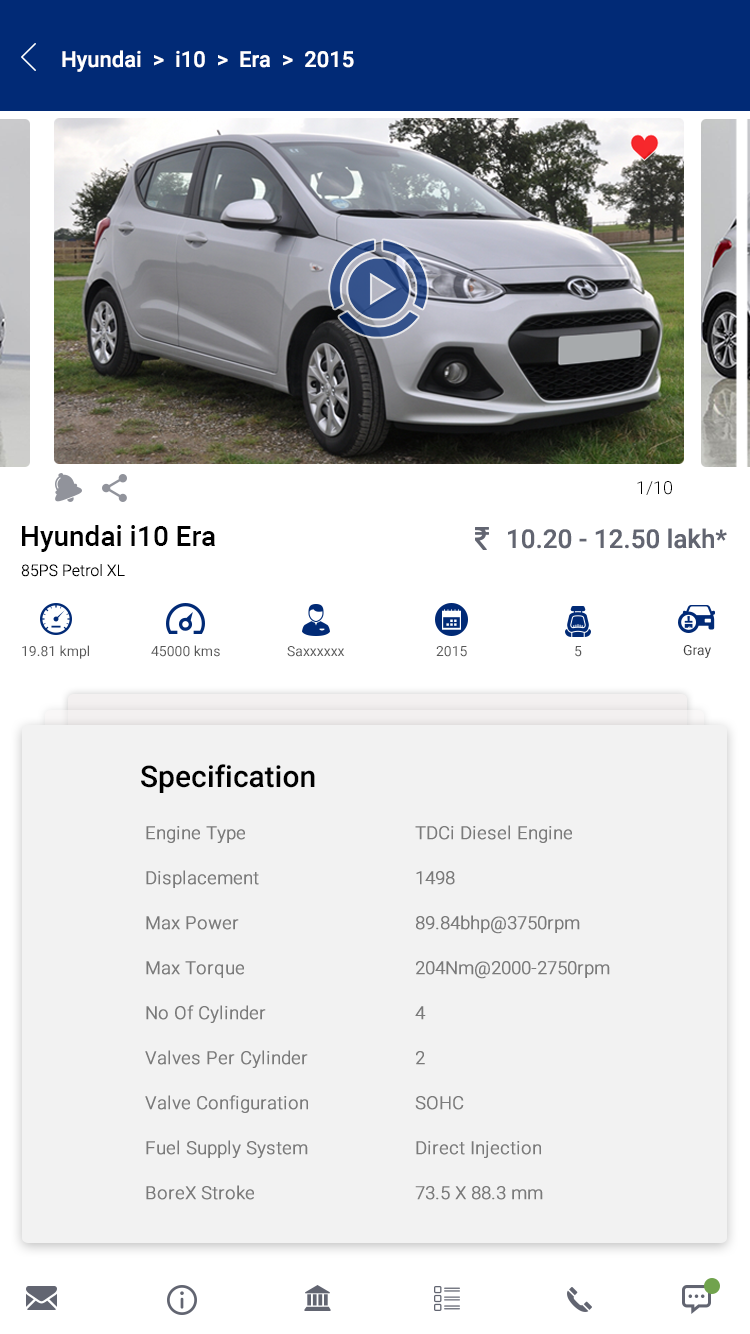 Hyundai > i10 > Era > 2015
1/10
Hyundai i10 Era
₹ 10.20 - 12.50 lakh*
85PS Petrol XL
19.81 kmpl 45000 kms Saxxxxxx 2015 5 Gray
Specification
Engine Type TDCi Diesel Engine
Displacement 1498
Max Power 89.84bhp@3750rpm
Max Torque 204Nm@2000-2750rpm
No Of Cylinder 4
Valves Per Cylinder 2
Valve Configuration SOHC
Fuel Supply System Direct Injection
BoreX Stroke 73.5 X 88.3 mm